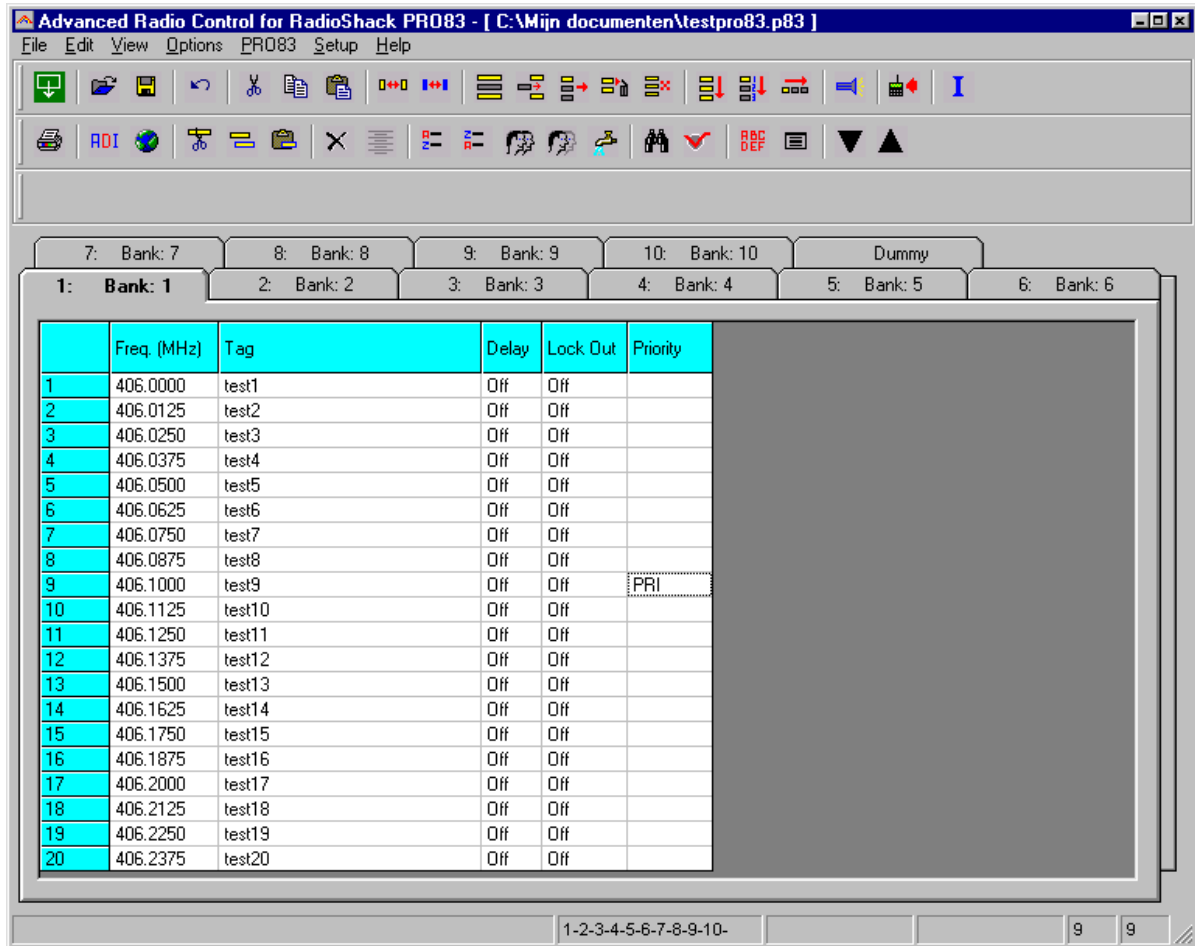 Advanced Radio Control for RadioShack PRO83 - [ C:\Mijn documenten\testpro83.p83 ]
File Edit View Options PRO83 Setup Help
ADI
A
Z
Z
A
ABC
DEF
I
7: Bank: 7 8: Bank: 8 9: Bank: 9 10: Bank: 10 Dummy
1: Bank: 1 2: Bank: 2 3: Bank: 3 4: Bank: 4 5: Bank: 5 6: Bank: 6
Freq. (MHz) Tag Delay Lock Out Priority
1 406.0000 test1 Off Off
2 406.0125 test2 Off Off
3 406.0250 test3 Off Off
4 406.0375 test4 Off Off
5 406.0500 test5 Off Off
6 406.0625 test6 Off Off
7 406.0750 test7 Off Off
8 406.0875 test8 Off Off
9 406.1000 test9 Off Off PRI
10 406.1125 test10 Off Off
11 406.1250 test11 Off Off
12 406.1375 test12 Off Off
13 406.1500 test13 Off Off
14 406.1625 test14 Off Off
15 406.1750 test15 Off Off
16 406.1875 test16 Off Off
17 406.2000 test17 Off Off
18 406.2125 test18 Off Off
19 406.2250 test19 Off Off
20 406.2375 test20 Off Off
1-2-3-4-5-6-7-8-9-10- 9 9